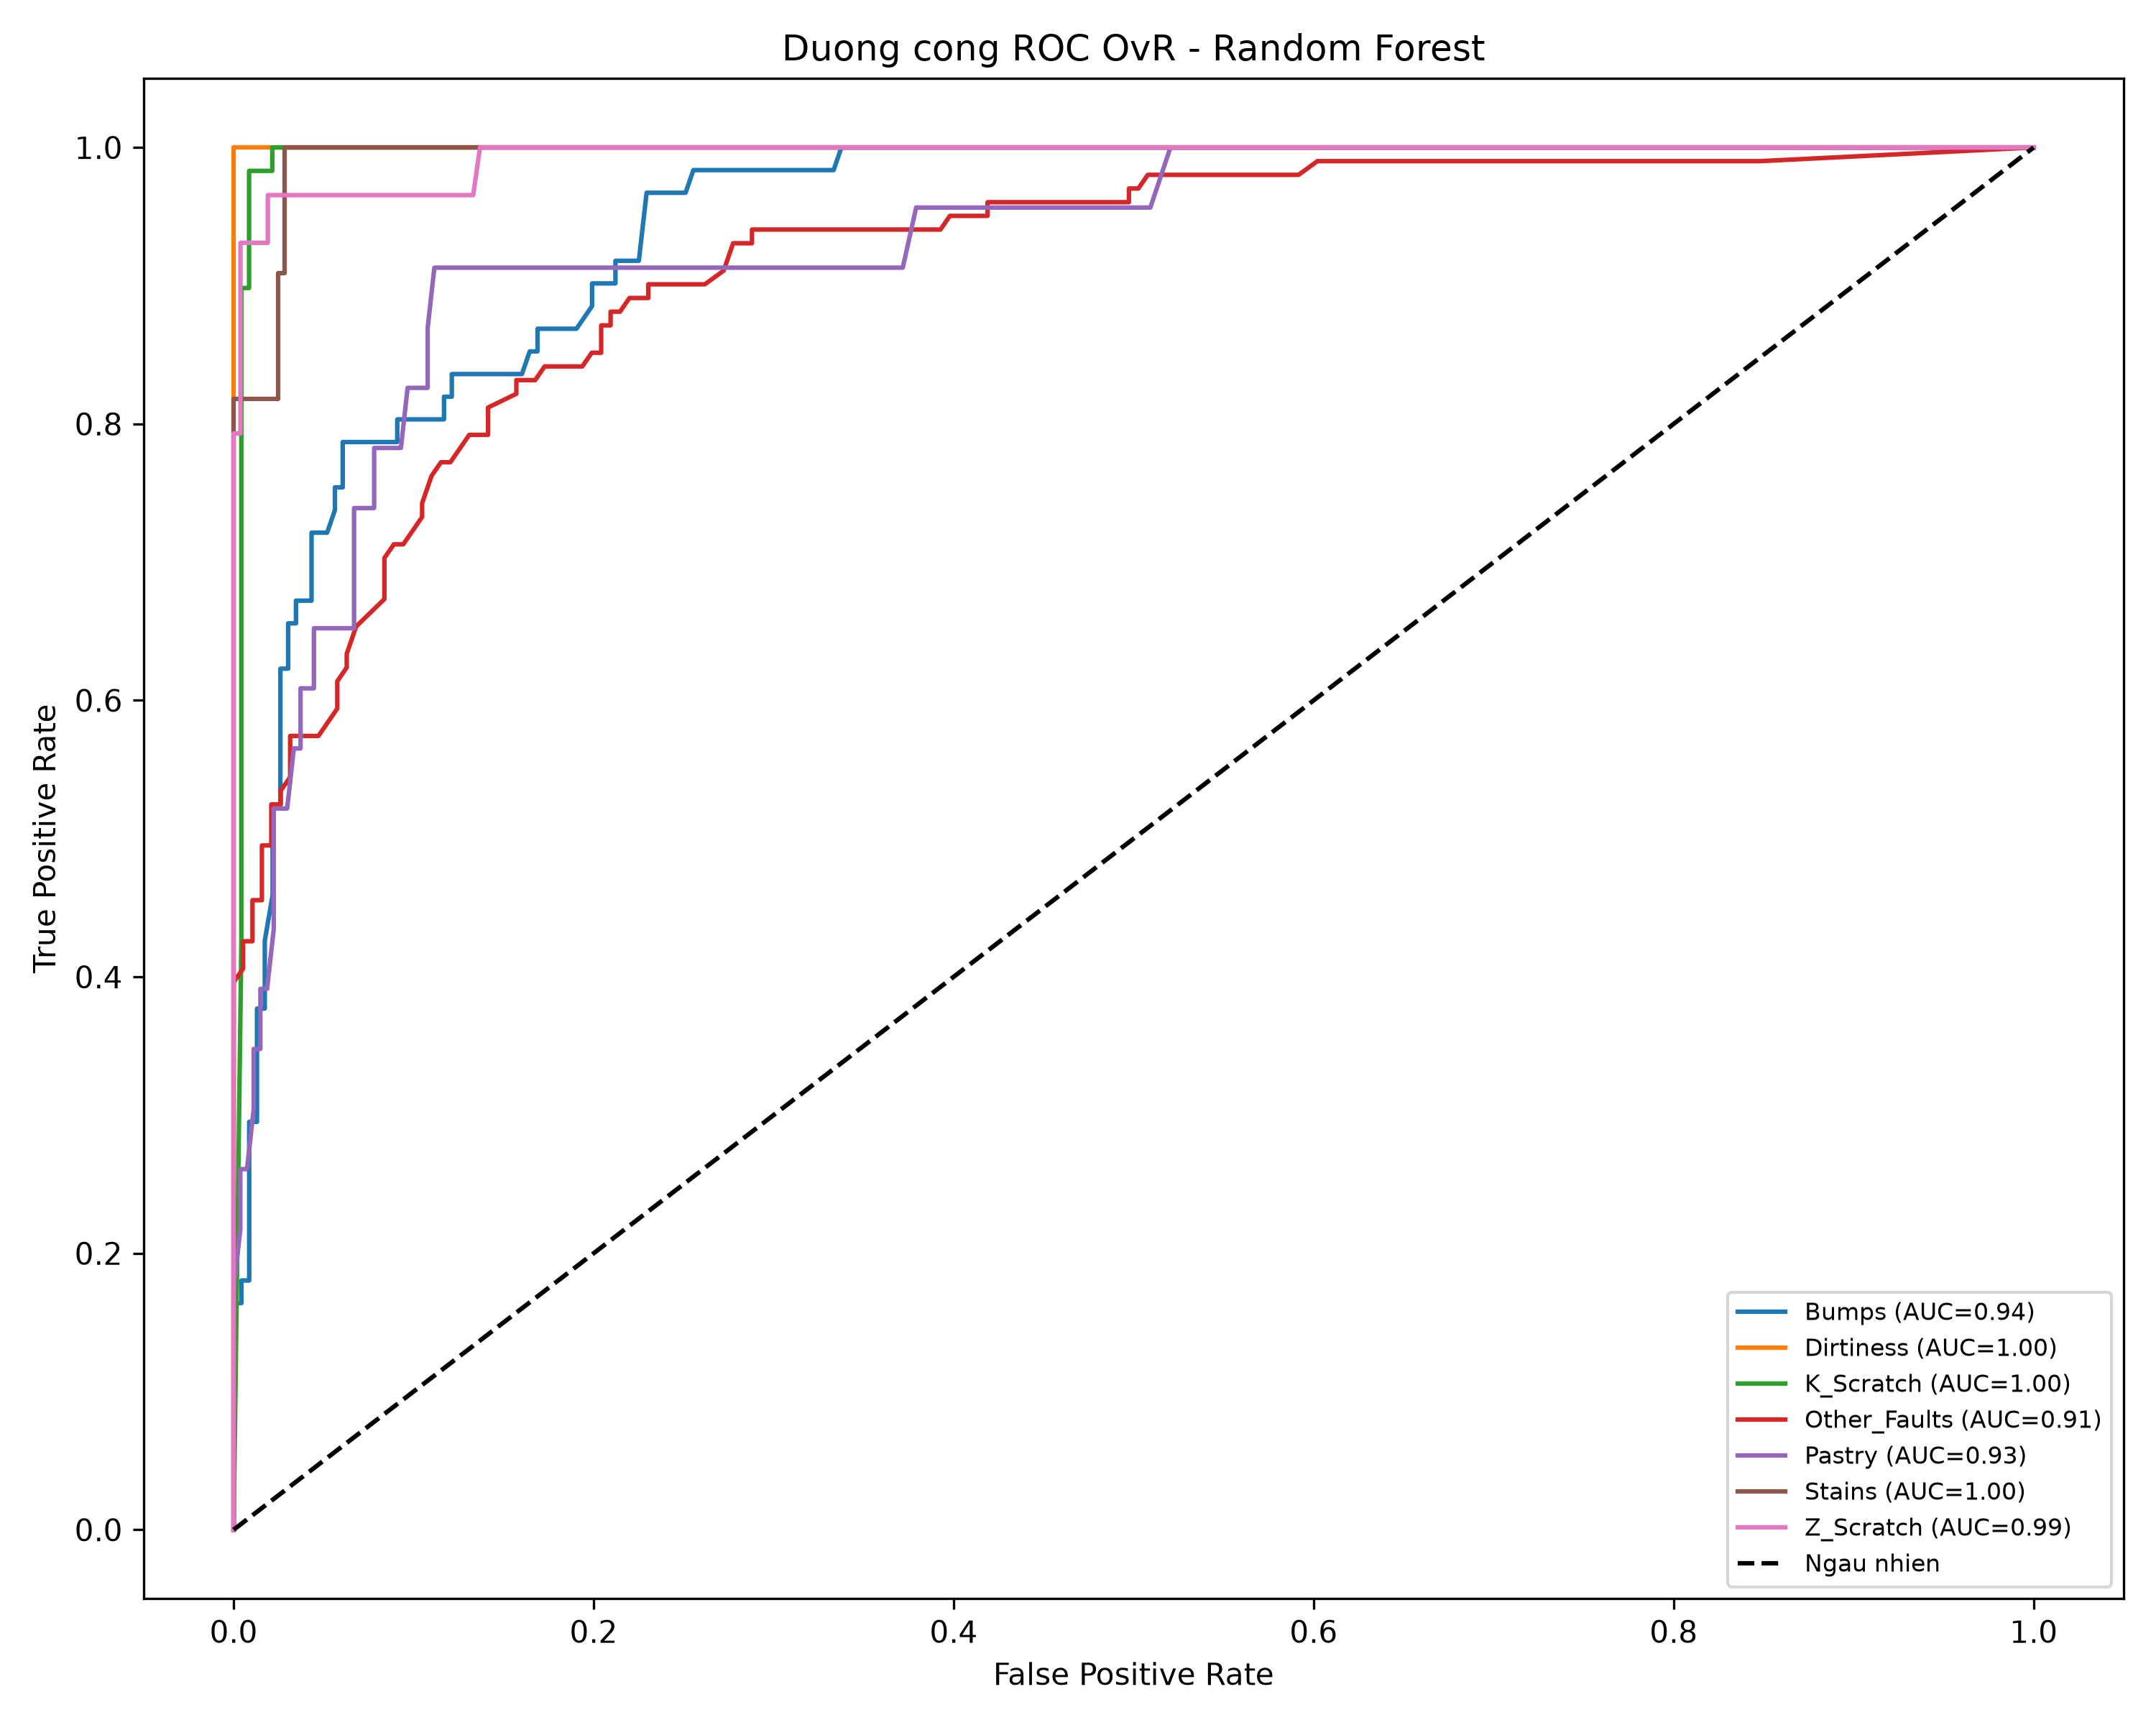 Duong cong ROC OvR - Random Forest
True Positive Rate
1.0
0.8
0.6
0.4
0.2
0.0
0.0 0.2 0.4 0.6 0.8 1.0
False Positive Rate
Bumps (AUC=0.94)
Dirtiness (AUC=1.00)
K_Scratch (AUC=1.00)
Other_Faults (AUC=0.91)
Pastry (AUC=0.93)
Stains (AUC=1.00)
Z_Scratch (AUC=0.99)
Ngau nhien